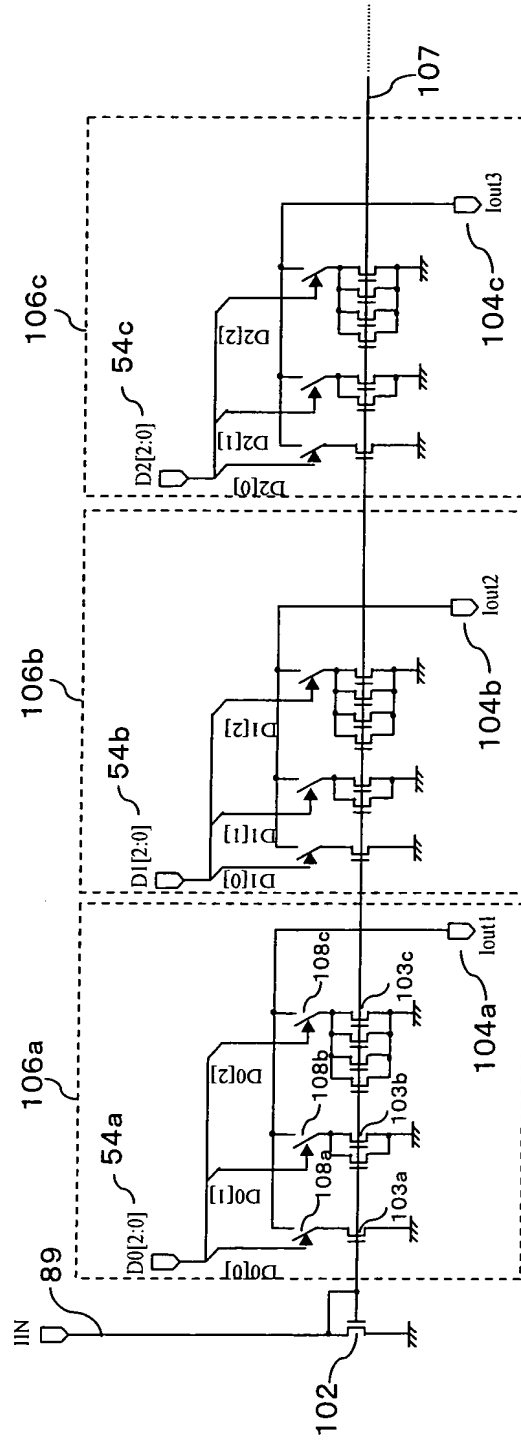 106a
106b
106c
89
54a
54b
54c
IIN
D0[2:0]
D1[2:0]
D2[2:0]
D0[0]
D0[1]
D0[2]
D1[0]
D1[1]
D1[2]
D2[0]
D2[1]
D2[2]
108a
108b
108c
103a
103b
103c
102
107
Iout1
Iout2
Iout3
104a
104b
104c